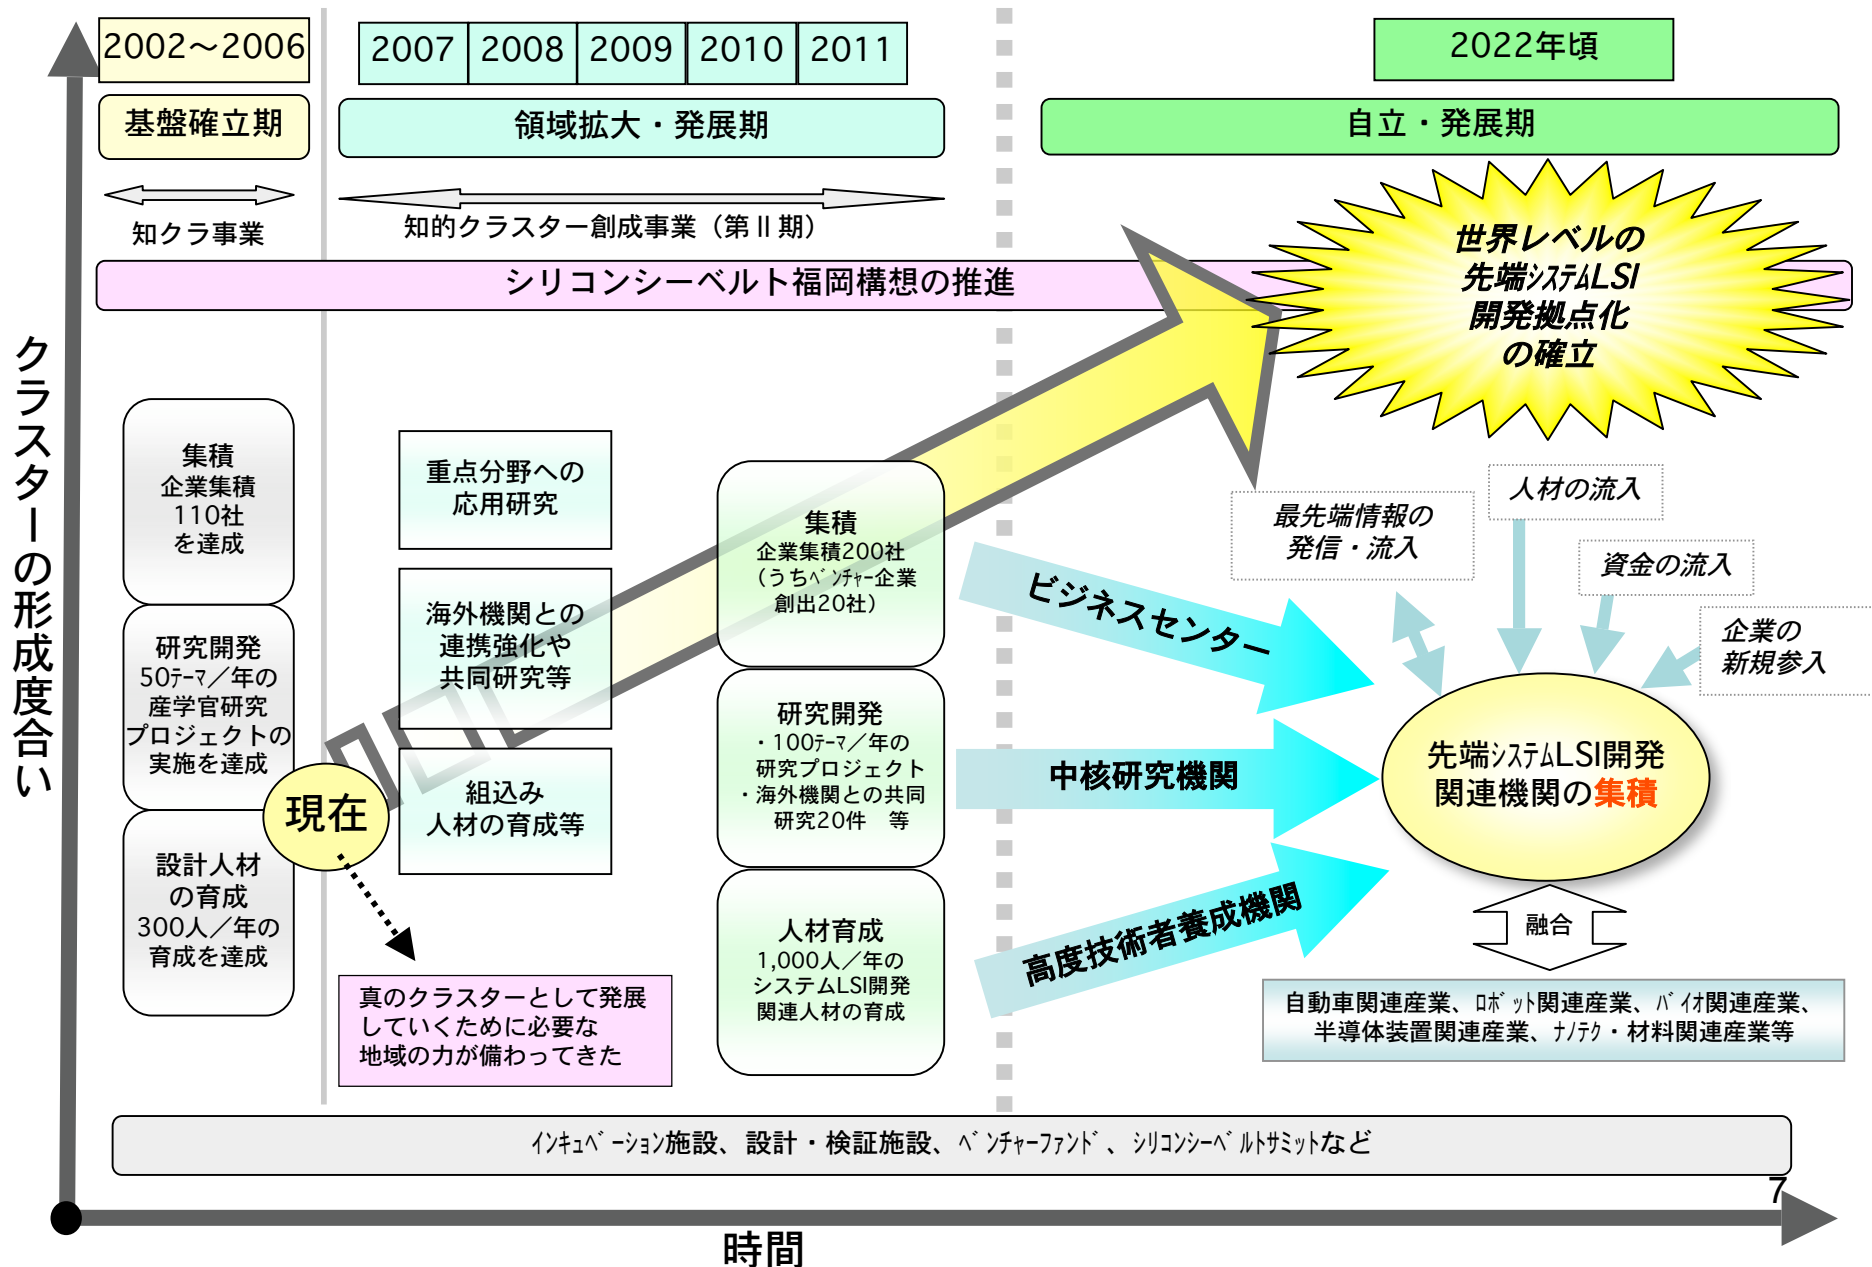 2002～2006
2007
2008
2009
2010
2011
2022年頃
基盤確立期
領域拡大・発展期
自立・発展期
知クラ事業
知的クラスター創成事業（第Ⅱ期）
シリコンシーベルト福岡構想の推進
世界レベルの
先端ｼｽﾃﾑLSI
開発拠点化
の確立
クラスターの形成度合い
集積
企業集積
110社
を達成
研究開発
50ﾃｰﾏ／年の
産学官研究
プロジェクトの
実施を達成
設計人材
の育成
300人／年の
育成を達成
現在
重点分野への
応用研究
海外機関との
連携強化や
共同研究等
組込み
人材の育成等
真のクラスターとして発展
していくために必要な
地域の力が備わってきた
集積
企業集積200社
（うちﾍﾞﾝﾁｬｰ企業
創出20社）
研究開発
・100ﾃｰﾏ／年の
研究プロジェクト
・海外機関との共同
研究20件　等
人材育成
1,000人／年の
システムLSI開発
関連人材の育成
ビジネスセンター
中核研究機関
高度技術者養成機関
最先端情報の
発信・流入
人材の流入
資金の流入
企業の
新規参入
先端ｼｽﾃﾑLSI開発
関連機関の集積
融合
自動車関連産業、ﾛﾎﾞｯﾄ関連産業、ﾊﾞｲｵ関連産業、
半導体装置関連産業、ﾅﾉﾃｸ・材料関連産業等
ｲﾝｷｭﾍﾞｰｼｮﾝ施設、設計・検証施設、ﾍﾞﾝﾁｬｰﾌｧﾝﾄﾞ、ｼﾘｺﾝｼｰﾍﾞﾙﾄｻﾐｯﾄなど
7
時間